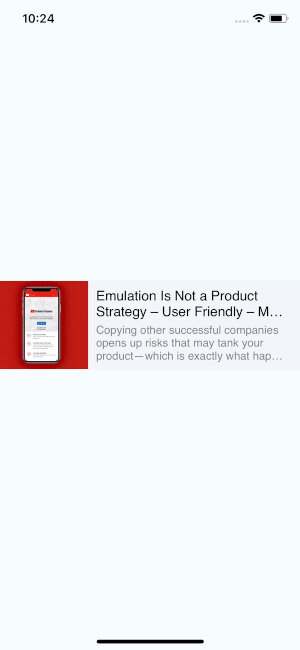 10:24
Emulation Is Not a Product
Strategy – User Friendly – M...
Copying other successful companies
opens up risks that may tank your
product—which is exactly what hap...